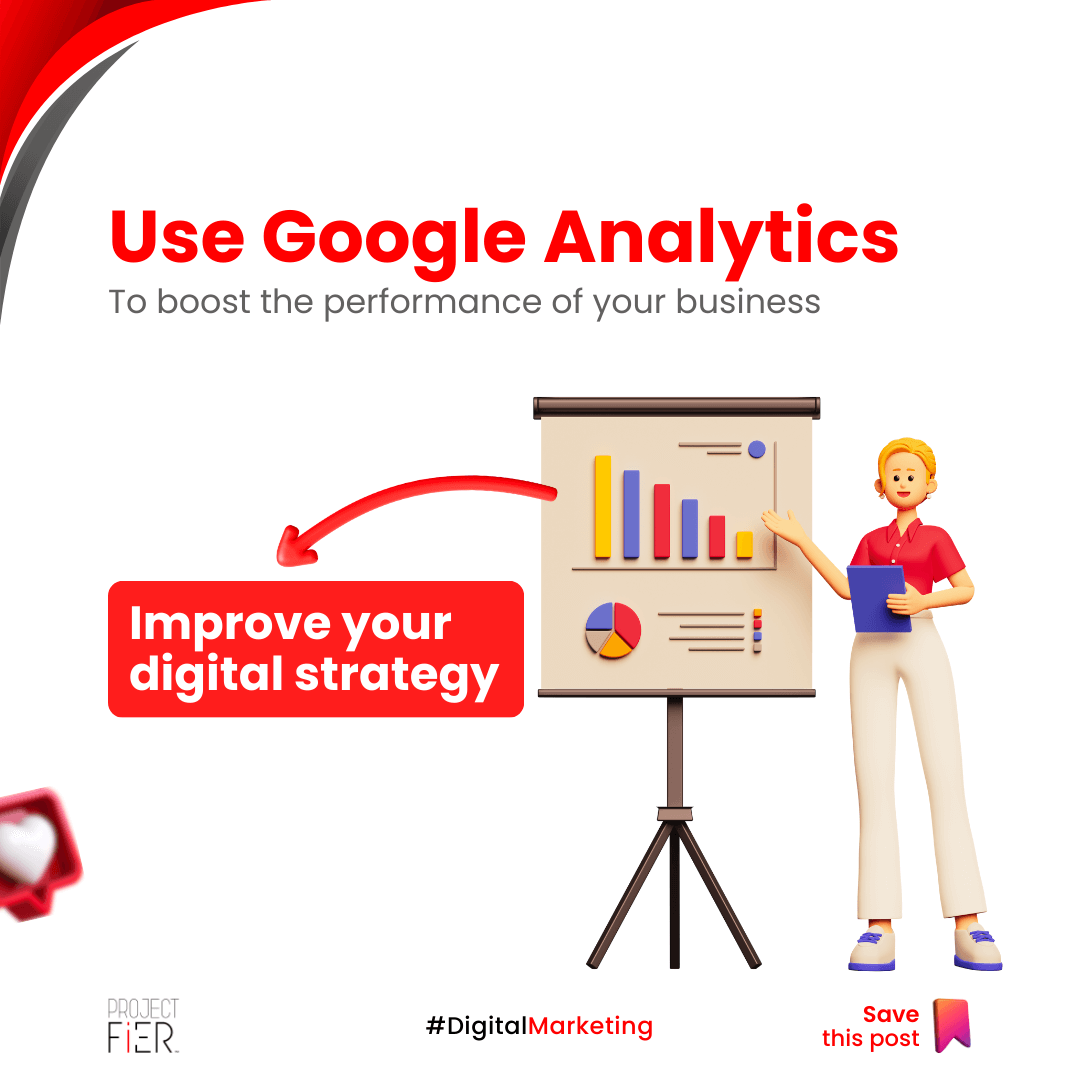 Use Google Analytics
To boost the performance of your business
Improve your
digital strategy
PROJECT
FiER
#DigitalMarketing
Save
this post